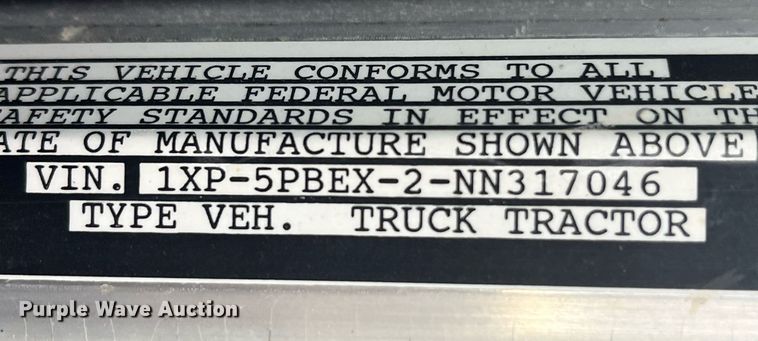 THIS VEHICLE CONFORMS TO ALL
APPLICABLE FEDERAL MOTOR VEHICLE
SAFETY STANDARDS IN EFFECT ON TH
ATE OF MANUFACTURE SHOWN ABOVE
VIN. 1XP-5PBEX-2-NN317046
TYPE VEH. TRUCK TRACTOR
Purple Wave Auction